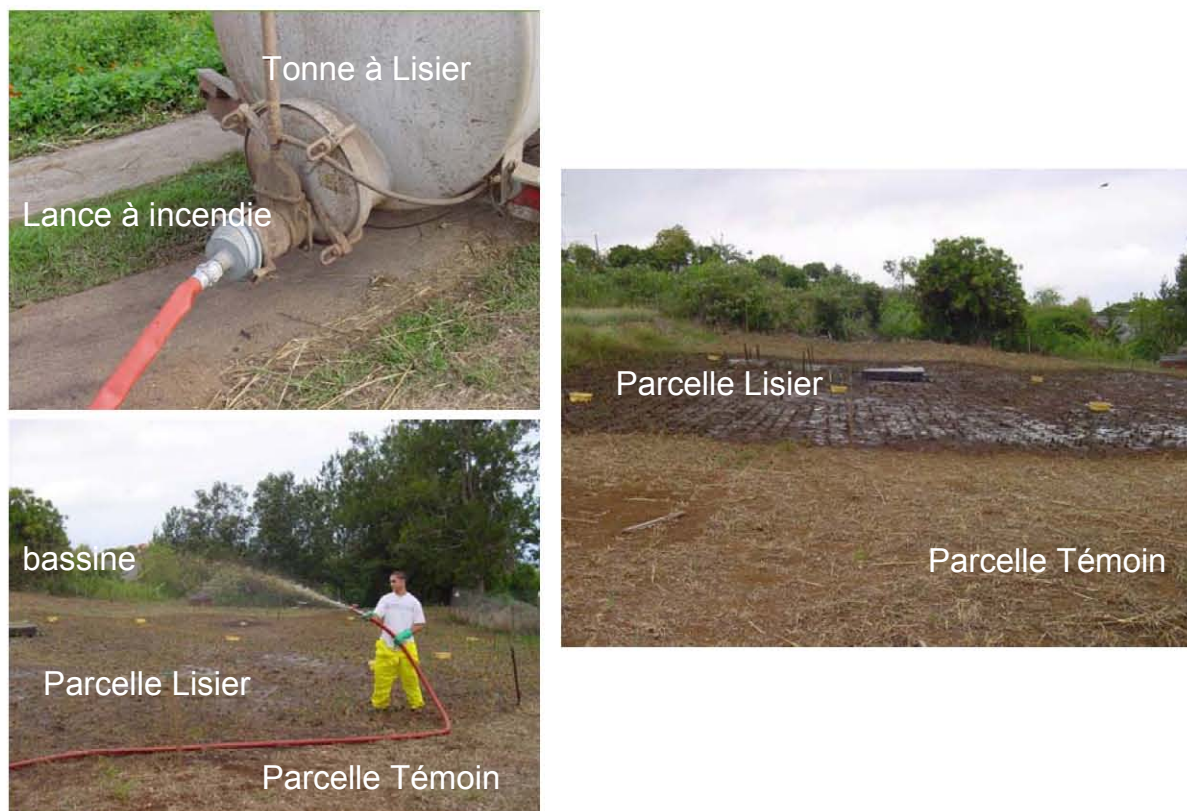 Tonne à Lisier
Lance à incendie
bassine
Parcelle Lisier
Parcelle Témoin
Parcelle Lisier
Parcelle Témoin